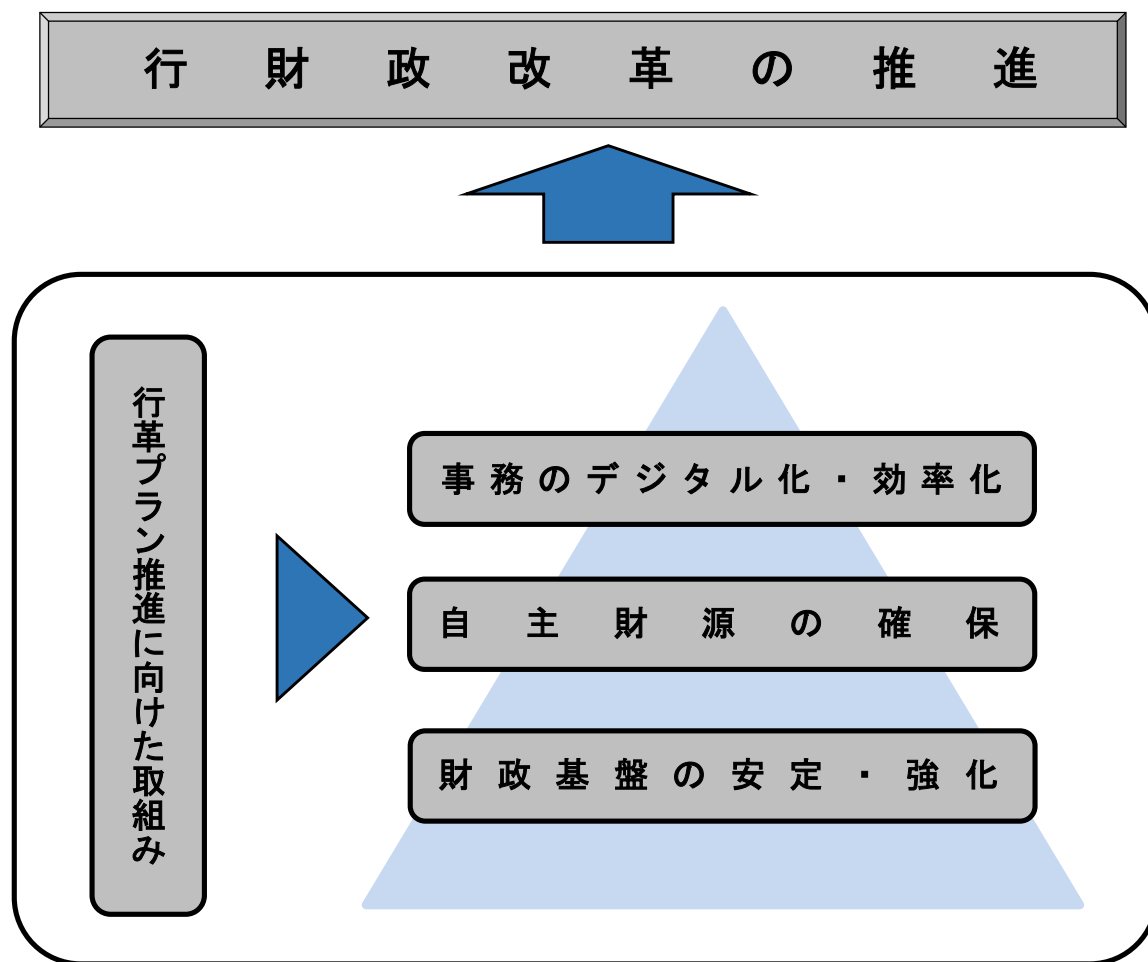 行財政改革の推進
行革プラン推進に向けた取組み
事務のデジタル化・効率化
自主財源の確保
財政基盤の安定・強化